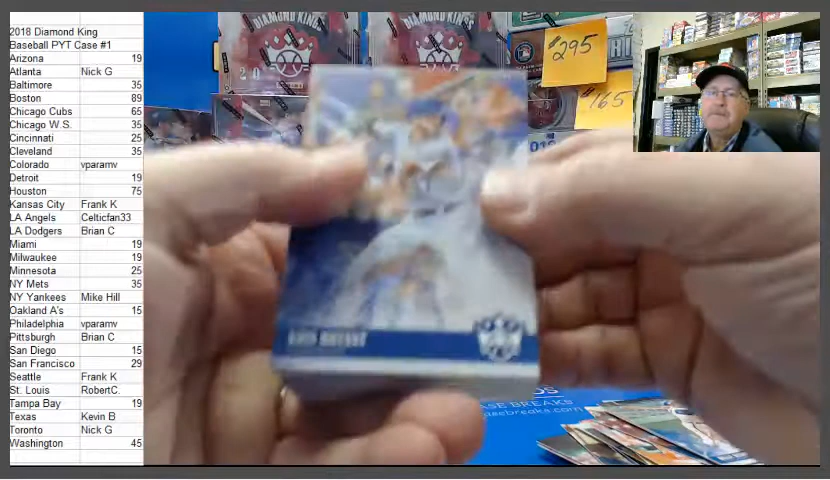 2018 Diamond King
Baseball PYT Case #1
Arizona 19
Atlanta Nick G
Baltimore 35
Boston 89
Chicago Cubs 65
Chicago W.S. 35
Cincinnati 25
Cleveland 35
Colorado vparamv
Detroit 19
Houston 75
Kansas City Frank K
LA Angels Celticfan33
LA Dodgers Brian C
Miami 19
Milwaukee 19
Minnesota 25
NY Mets 35
NY Yankees Mike Hill
Oakland A's 15
Philadelphia vparamv
Pittsburgh Brian C
San Diego 15
San Francisco 29
Seattle Frank K
St. Louis RobertC.
Tampa Bay 19
Texas Kevin B
Toronto Nick G
Washington 45
DIAMOND KINGS
DIAMOND KINGS
$295
$165